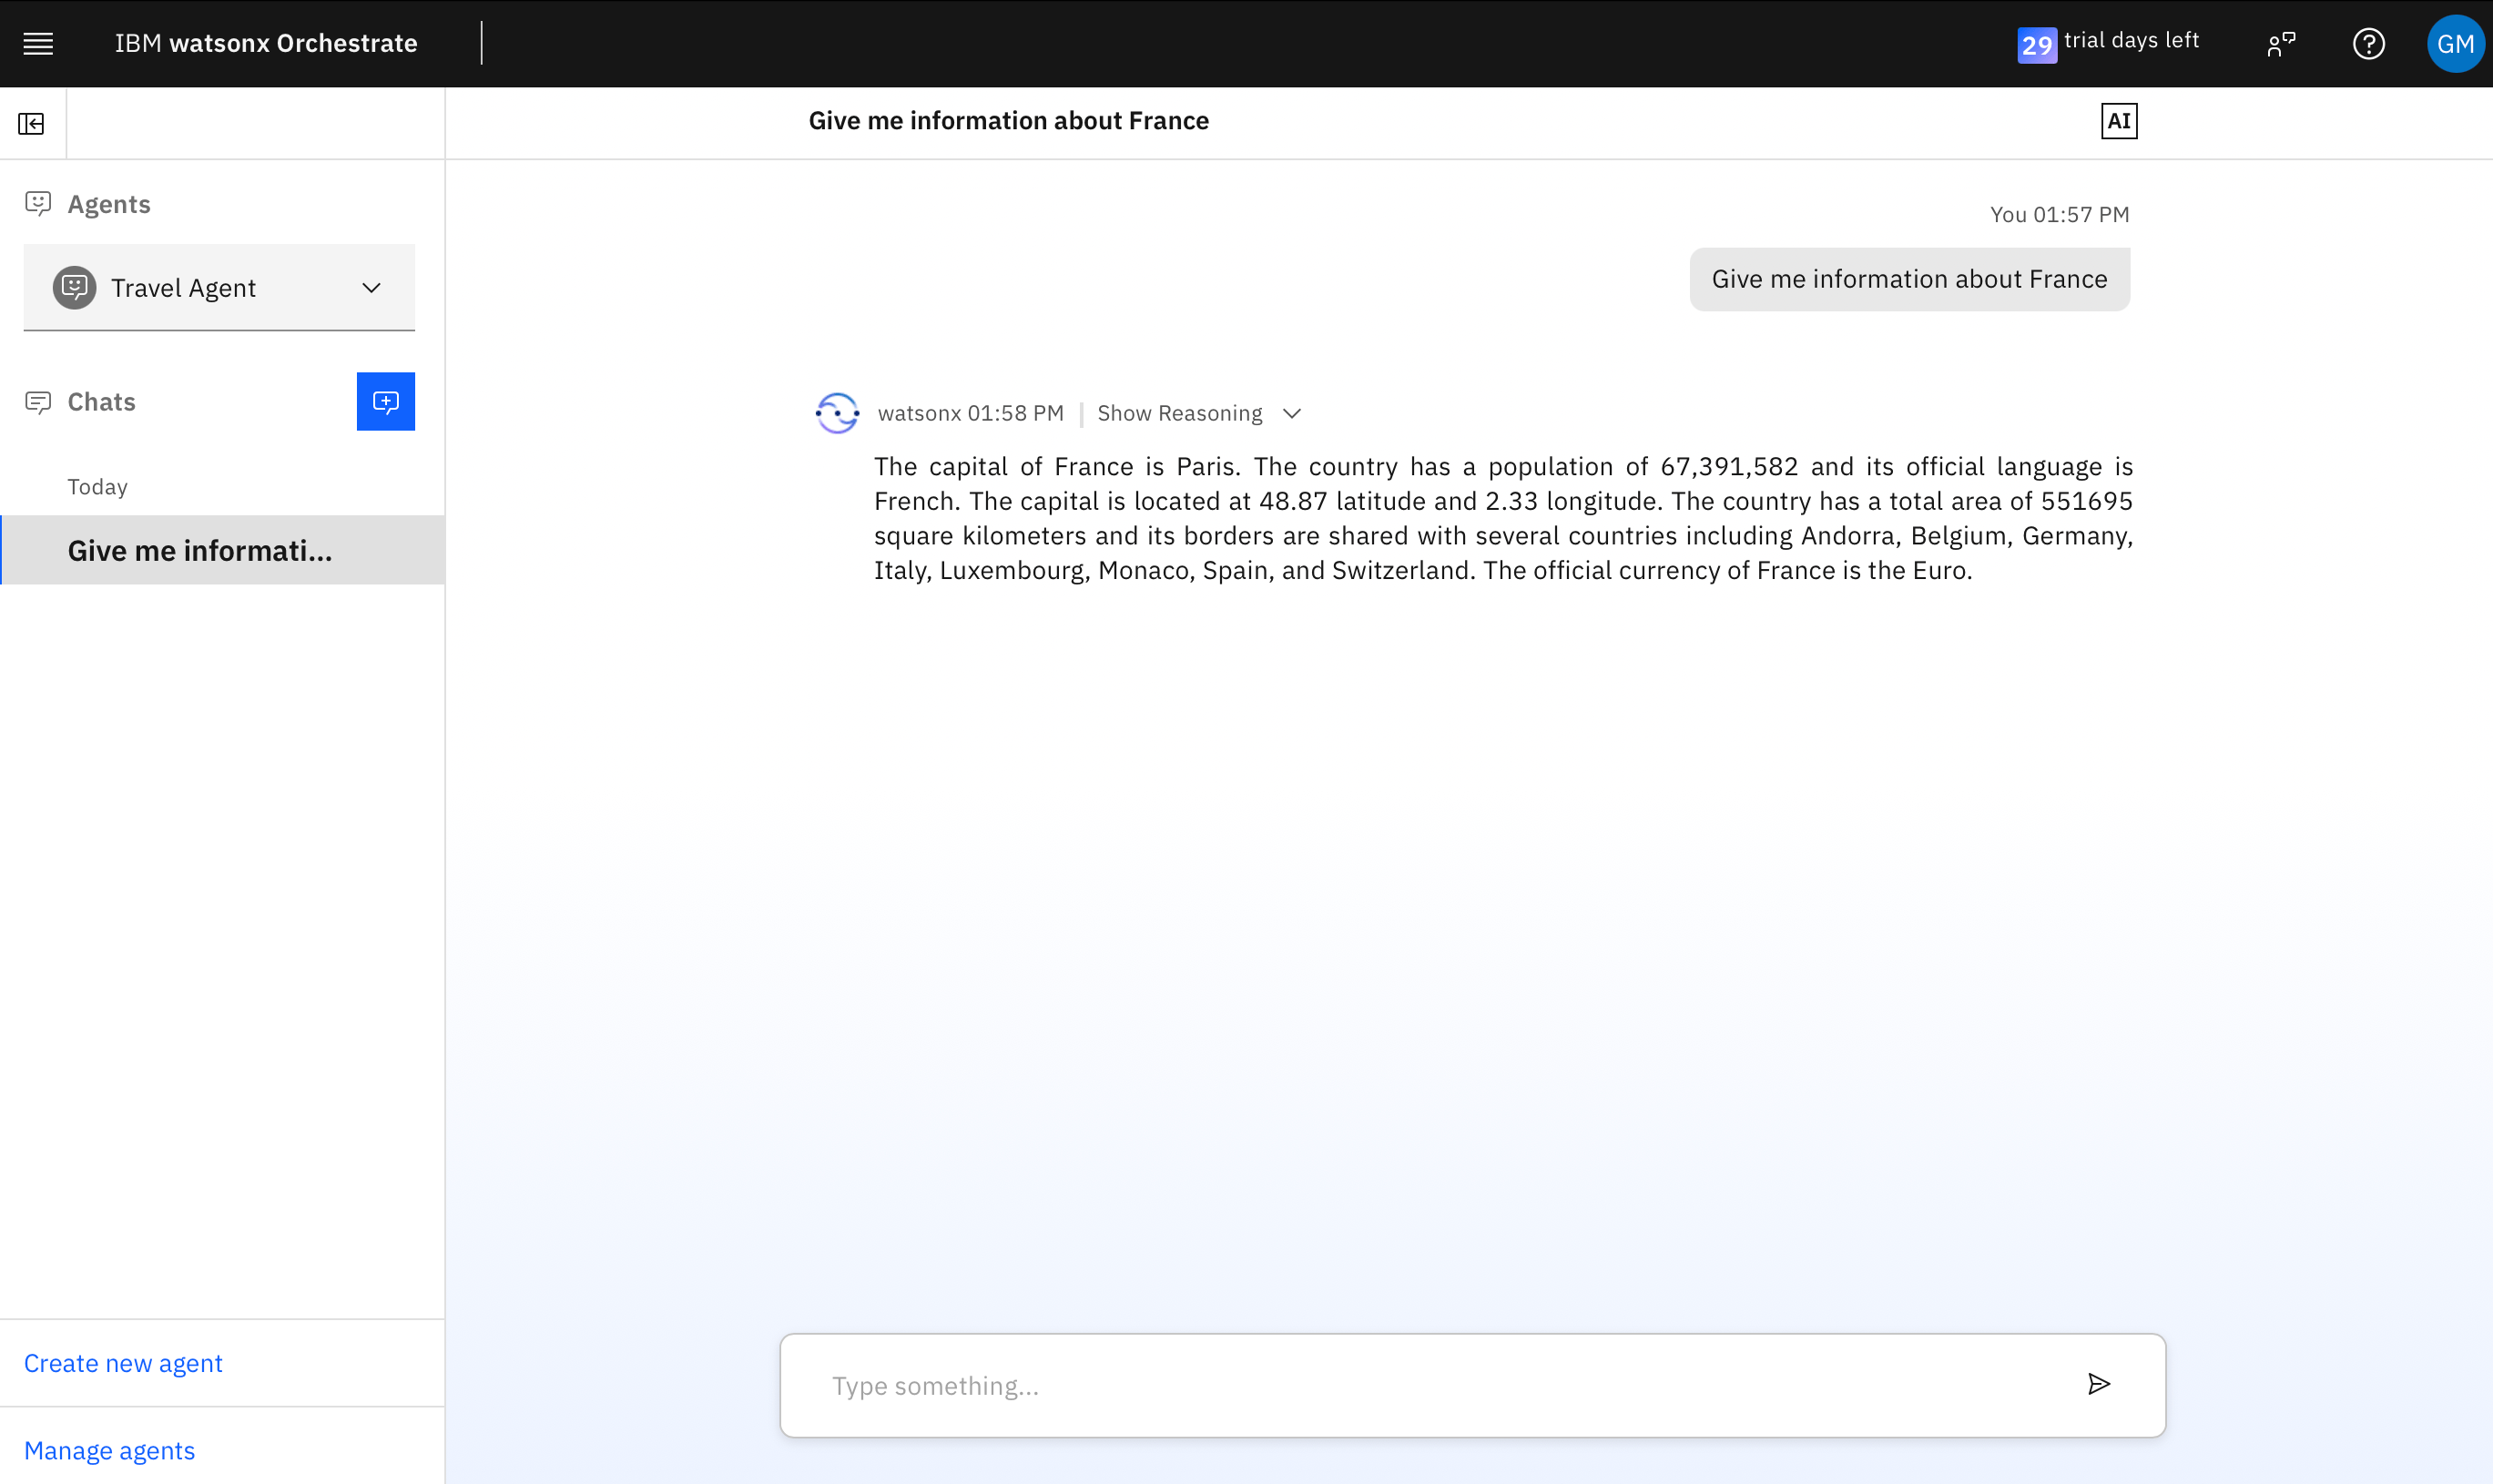 IBM watsonx Orchestrate
29 trial days left
GM
Give me information about France
AI
Agents
Travel Agent
Chats
Today
Give me informati...
Create new agent
Manage agents
You 01:57 PM
Give me information about France
watsonx 01:58 PM | Show Reasoning
The capital of France is Paris. The country has a population of 67,391,582 and its official language is
French. The capital is located at 48.87 latitude and 2.33 longitude. The country has a total area of 551695
square kilometers and its borders are shared with several countries including Andorra, Belgium, Germany,
Italy, Luxembourg, Monaco, Spain, and Switzerland. The official currency of France is the Euro.
Type something...